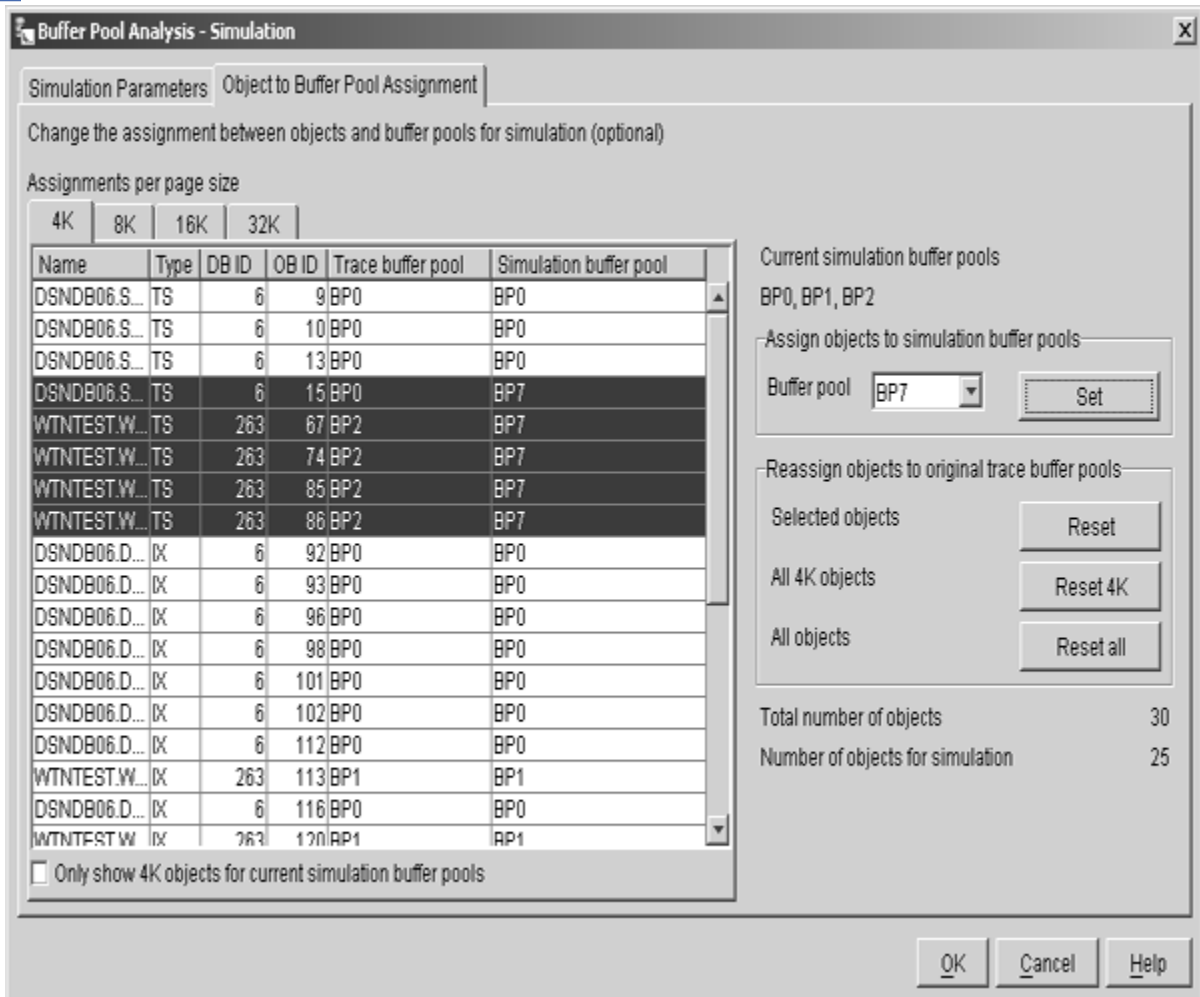 Buffer Pool Analysis - Simulation
X
Simulation Parameters Object to Buffer Pool Assignment
Change the assignment between objects and buffer pools for simulation (optional)
Assignments per page size
4K 8K 16K 32K
Name Type DB ID OB ID Trace buffer pool Simulation buffer pool
DSNDB06.S... TS 6 9 BP0 BP0
DSNDB06.S... TS 6 10 BP0 BP0
DSNDB06.S... TS 6 13 BP0 BP0
DSNDB06.S... TS 6 15 BP0 BP7
WTNTEST.W... TS 263 67 BP2 BP7
WTNTEST.W... TS 263 74 BP2 BP7
WTNTEST.W... TS 263 85 BP2 BP7
WTNTEST.W... TS 263 86 BP2 BP7
DSNDB06.D... IX 6 92 BP0 BP0
DSNDB06.D... IX 6 93 BP0 BP0
DSNDB06.D... IX 6 96 BP0 BP0
DSNDB06.D... IX 6 98 BP0 BP0
DSNDB06.D... IX 6 101 BP0 BP0
DSNDB06.D... IX 6 102 BP0 BP0
DSNDB06.D... IX 6 112 BP0 BP0
WTNTEST.W... IX 263 113 BP1 BP1
DSNDB06.D... IX 6 116 BP0 BP0
WTNTEST.W... IX 263 120 BP1 BP1
Only show 4K objects for current simulation buffer pools
Current simulation buffer pools
BP0, BP1, BP2
Assign objects to simulation buffer pools
Buffer pool BP7 Set
Reassign objects to original trace buffer pools
Selected objects Reset
All 4K objects Reset 4K
All objects Reset all
Total number of objects 30
Number of objects for simulation 25
OK Cancel Help